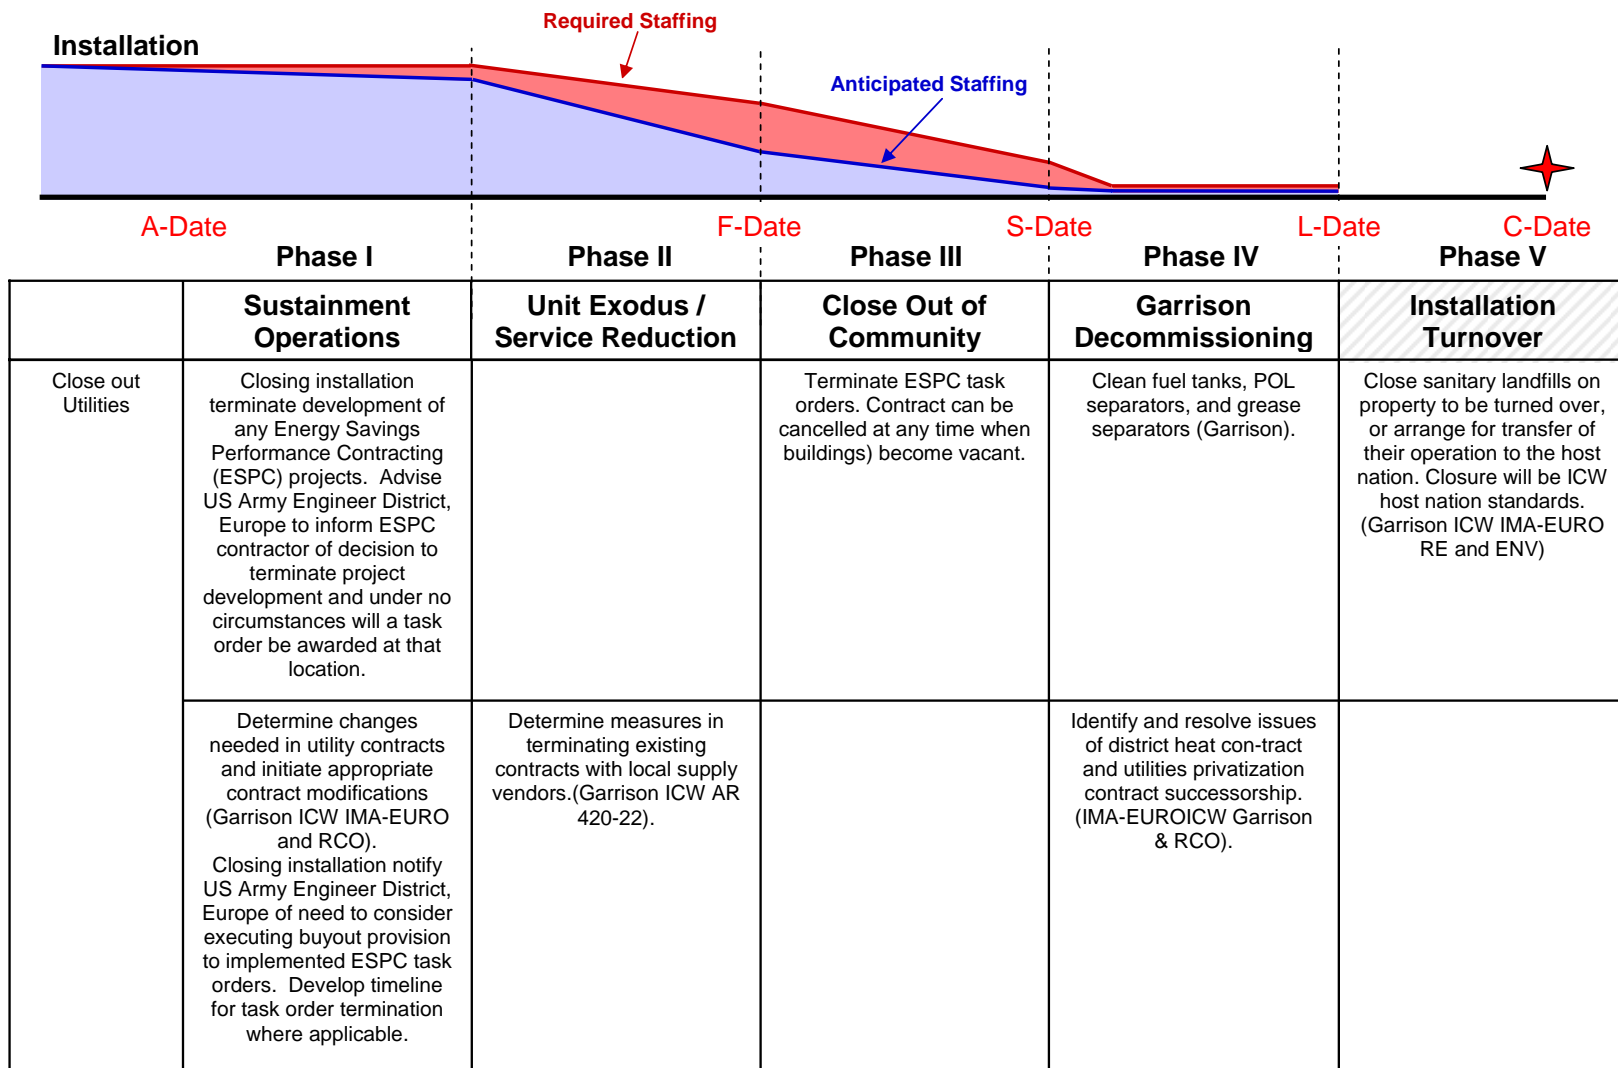 Required Staffing
Installation
Anticipated Staffing
A-Date
F-Date
S-Date
L-Date
C-Date
Phase I
Phase II
Phase III
Phase IV
Phase V
Sustainment
Operations
Unit Exodus /
Service Reduction
Close Out of
Community
Garrison
Decommissioning
Installation
Turnover
Close out
Utilities
Closing installation
terminate development of
any Energy Savings
Performance Contracting
(ESPC) projects.  Advise
US Army Engineer District,
Europe to inform ESPC
contractor of decision to
terminate project
development and under no
circumstances will a task
order be awarded at that
location.
Terminate ESPC task
orders. Contract can be
cancelled at any time when
buildings) become vacant.
Clean fuel tanks, POL
separators, and grease
separators (Garrison).
Close sanitary landfills on
property to be turned over,
or arrange for transfer of
their operation to the host
nation. Closure will be ICW
host nation standards.
(Garrison ICW IMA-EURO
RE and ENV)
Determine changes
needed in utility contracts
and initiate appropriate
contract modifications
(Garrison ICW IMA-EURO
and RCO).
Closing installation notify
US Army Engineer District,
Europe of need to consider
executing buyout provision
to implemented ESPC task
orders.  Develop timeline
for task order termination
where applicable.
Determine measures in
terminating existing
contracts with local supply
vendors.(Garrison ICW AR
420-22).
Identify and resolve issues
of district heat con-tract
and utilities privatization
contract successorship.
(IMA-EUROICW Garrison
& RCO).